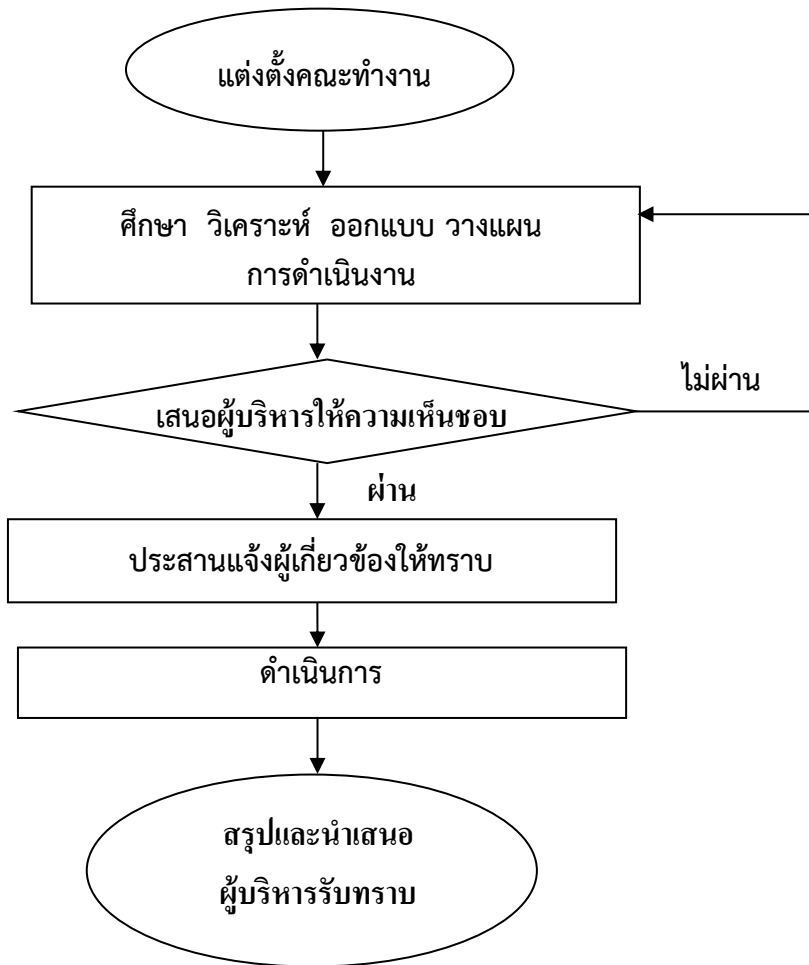 แต่งตั้งคณะทำงาน
ศึกษา วิเคราะห์ ออกแบบ วางแผน
การดำเนินงาน
ไม่ผ่าน
เสนอผู้บริหารให้ความเห็นชอบ
ผ่าน
ประสานแจ้งผู้เกี่ยวข้องให้ทราบ
ดำเนินการ
สรุปและนำเสนอ
ผู้บริหารรับทราบ